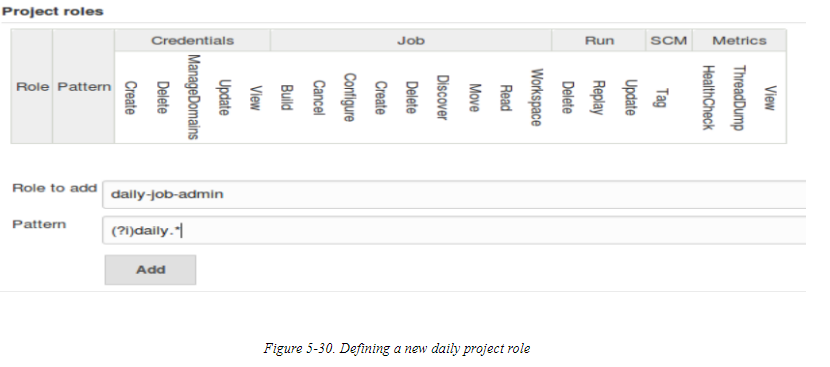 Project roles
Credentials Job Run SCM Metrics
Role Pattern Create Delete ManageDomains Update View Build Cancel Configure Create Delete Discover Move Read Workspace Delete Replay Update Tag HealthCheck ThreadDump View
Role to add daily-job-admin
Pattern (?i)daily.*
Add
Figure 5-30. Defining a new daily project role